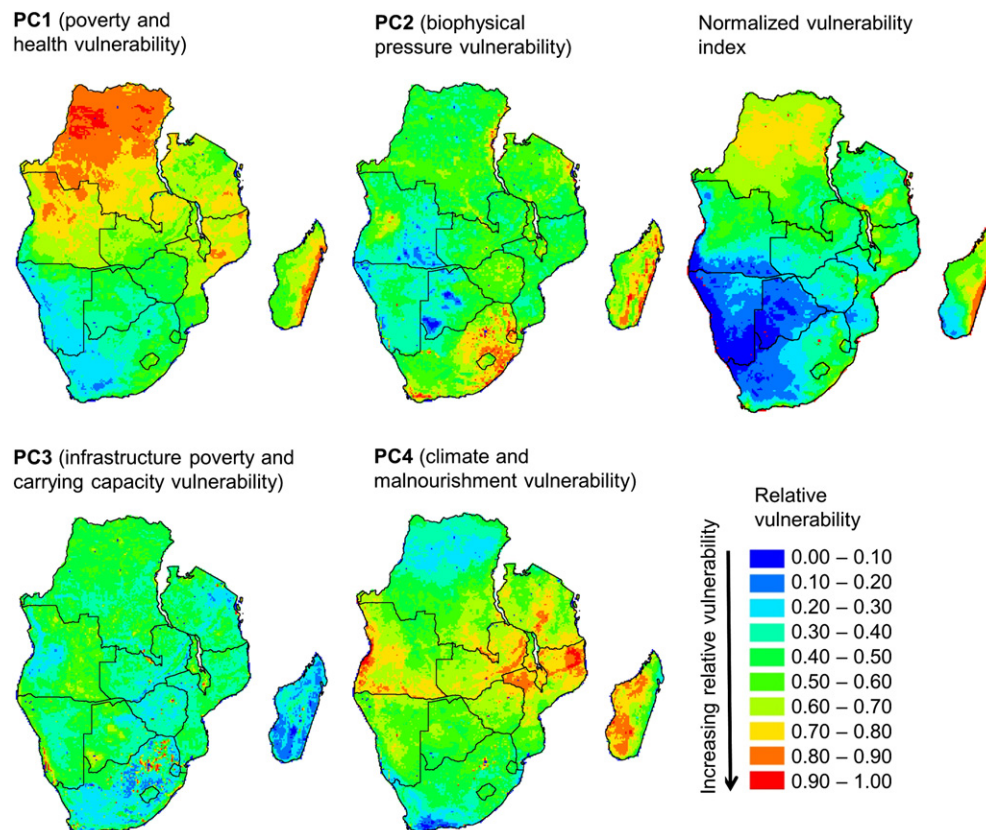 PC1 (poverty and
health vulnerability)
PC2 (biophysical
pressure vulnerability)
Normalized vulnerability
index
PC3 (infrastructure poverty and
carrying capacity vulnerability)
PC4 (climate and
malnourishment vulnerability)
Relative
vulnerability
Increasing relative vulnerability
0.00 – 0.10
0.10 – 0.20
0.20 – 0.30
0.30 – 0.40
0.40 – 0.50
0.50 – 0.60
0.60 – 0.70
0.70 – 0.80
0.80 – 0.90
0.90 – 1.00